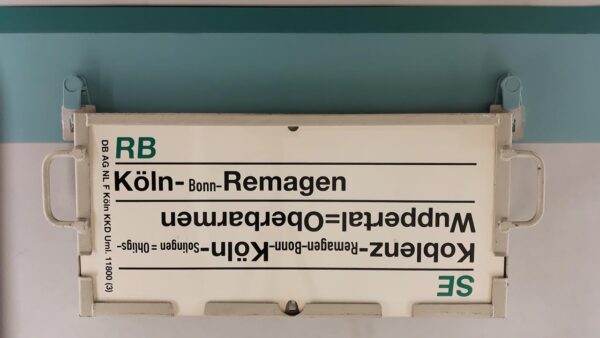 RB
Köln- Bonn-Remagen
SE
Koblenz-Remagen-Bonn-Köln-Solingen=Ohligs-
Wuppertal=Oberbarmen
DB AG NL F Köln KKD Uml. 11800 (3)